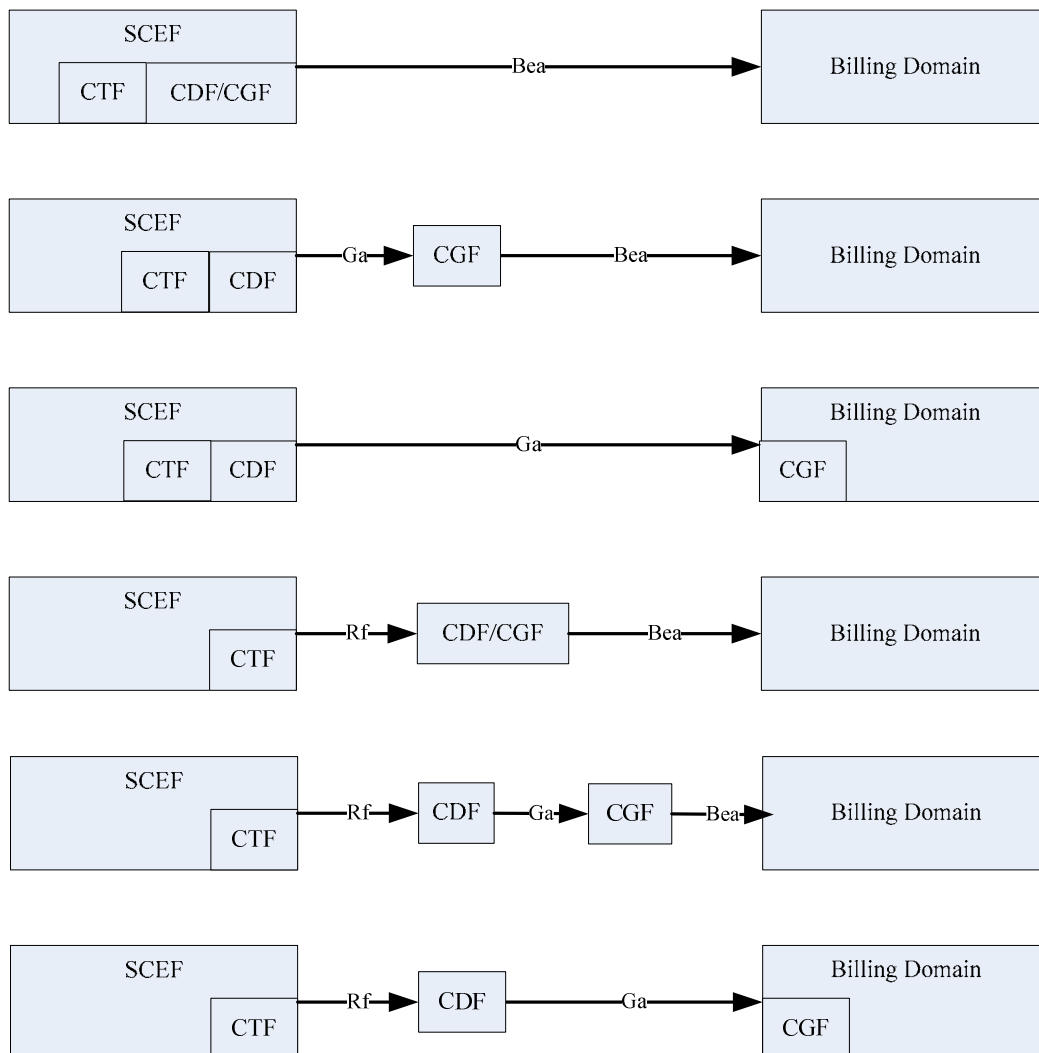 SCEF
CTF CDF/CGF
Bea
Billing Domain
SCEF
CTF CDF
Ga
CGF
Bea
Billing Domain
SCEF
CTF CDF
Ga
Billing Domain
CGF
SCEF
CTF
Rf
CDF/CGF
Bea
Billing Domain
SCEF
CTF
Rf
CDF
Ga
CGF
Bea
Billing Domain
SCEF
CTF
Rf
CDF
Ga
Billing Domain
CGF